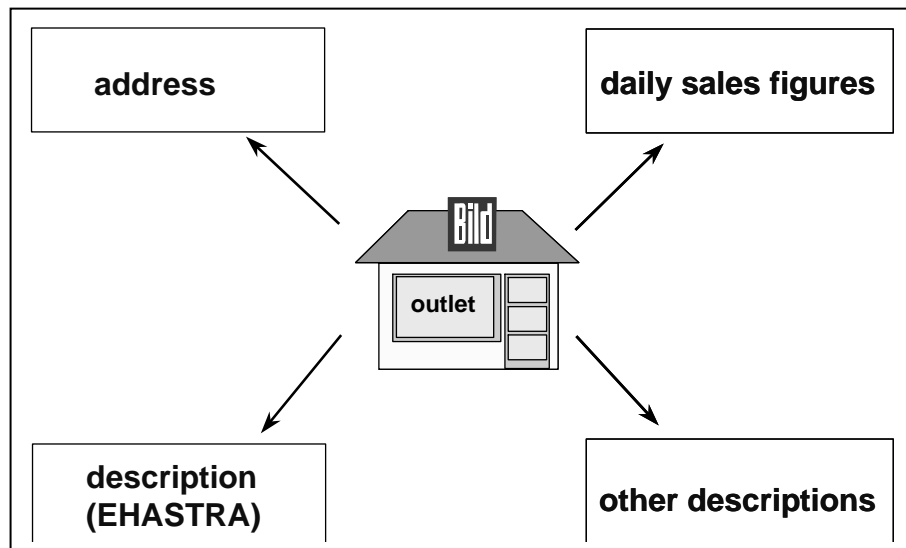 address
daily sales figures
Bild
outlet
description
(EHASTRA)
other descriptions